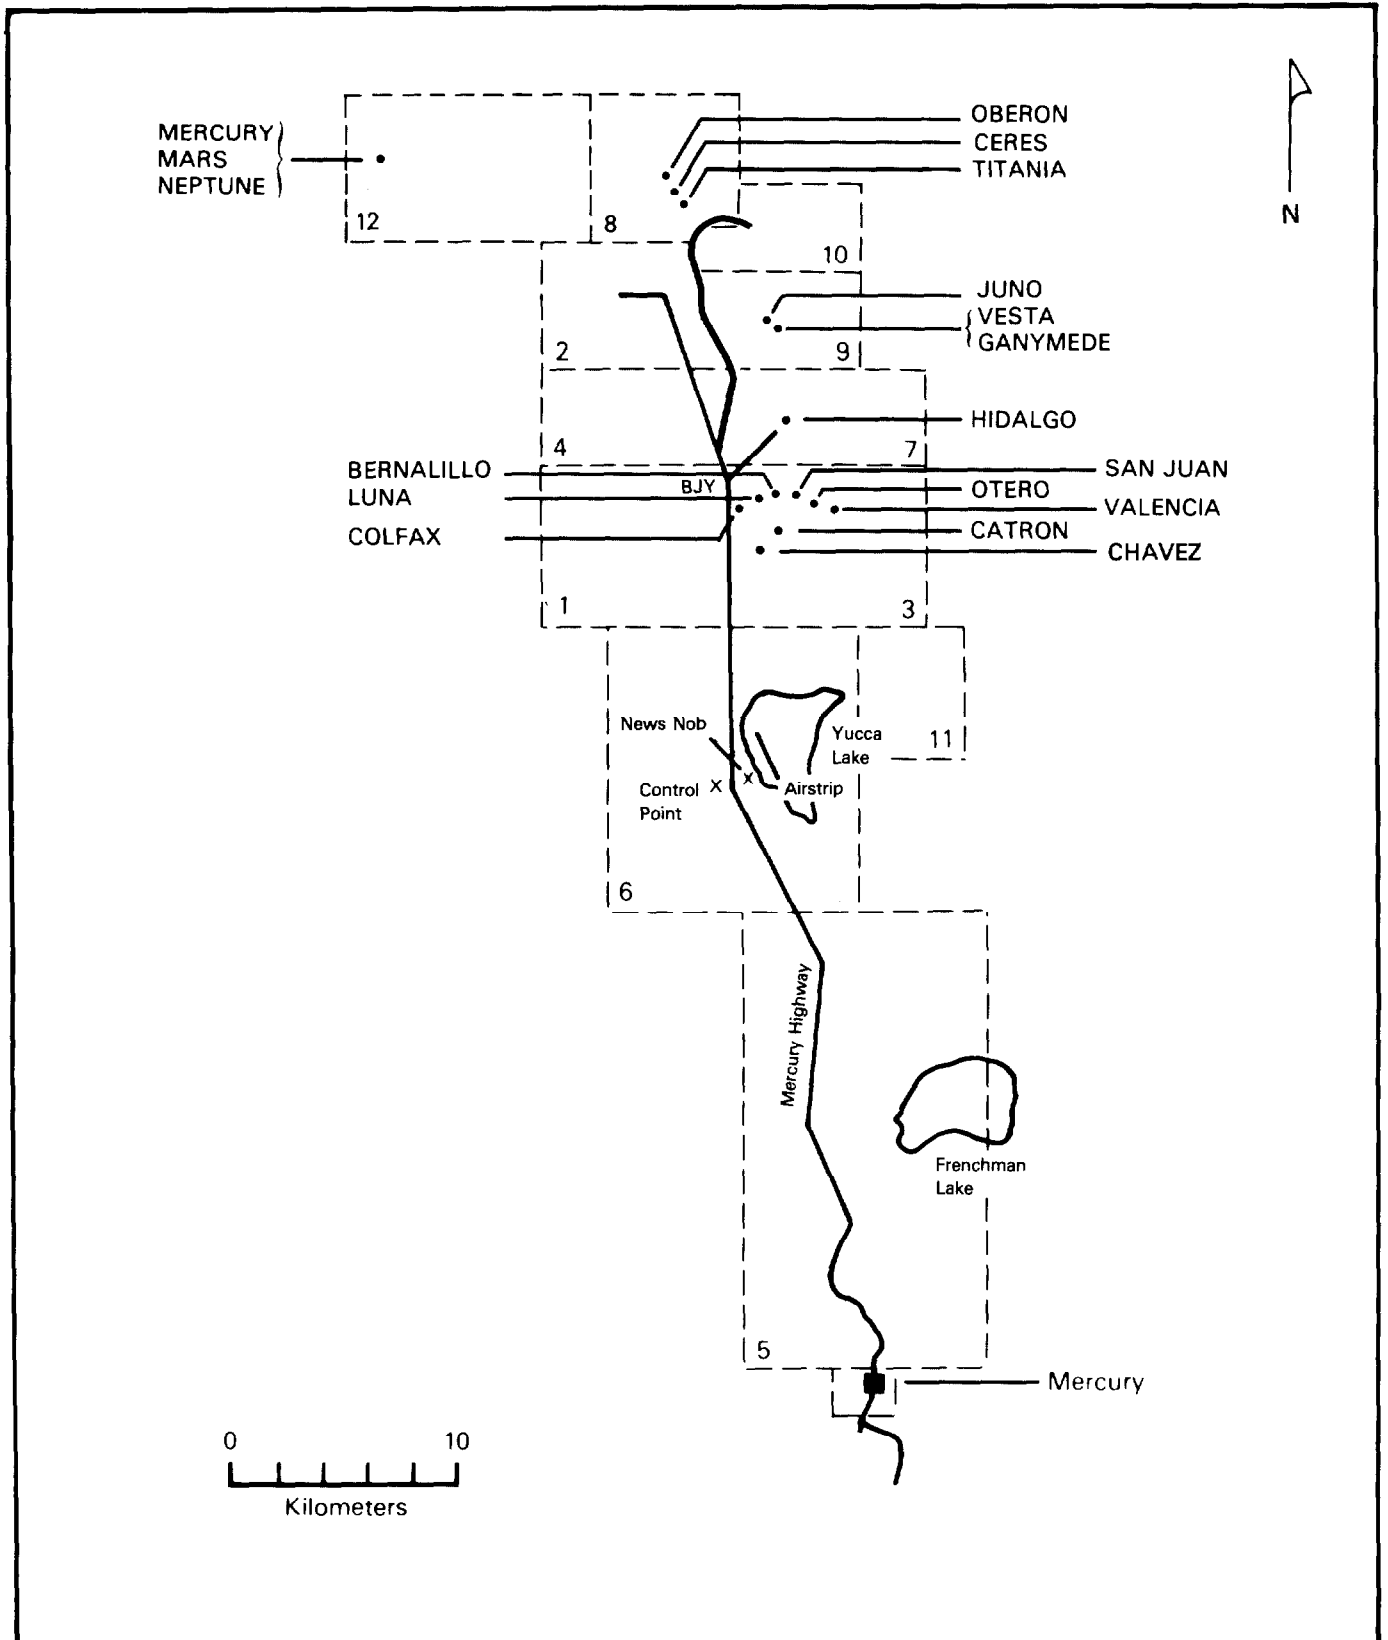 OBERON
CERES
TITANIA
MERCURY
MARS
NEPTUNE
N
12
8
10
JUNO
VESTA
GANYMEDE
2
9
HIDALGO
4
7
BERNALILLO
SAN JUAN
BJY
OTERO
LUNA
VALENCIA
CATRON
COLFAX
CHAVEZ
1
3
News Nob
Yucca
Lake
11
Control
Point
X
X
Airstrip
6
Mercury Highway
Frenchman
Lake
5
Mercury
0 10
Kilometers